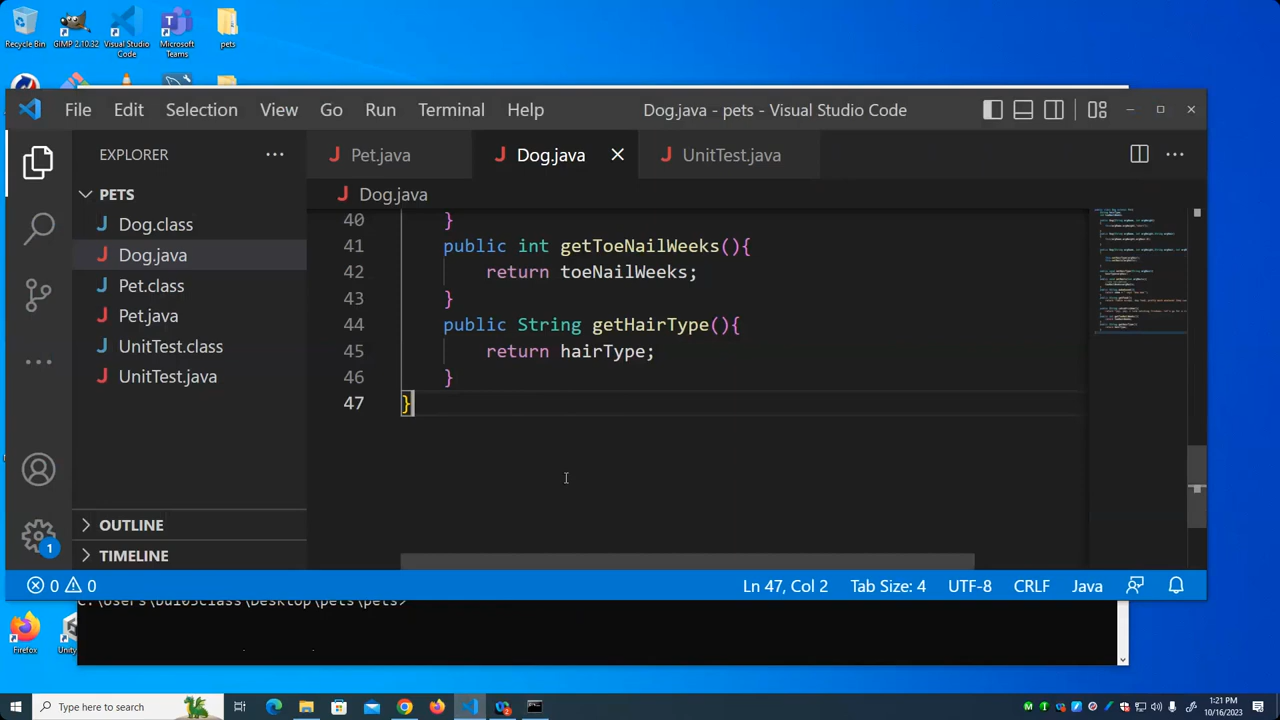 Recycle Bin
GIMP 2.10.32
Visual Studio Code
Microsoft Teams
pets
File Edit Selection View Go Run Terminal Help
Dog.java - pets - Visual Studio Code
EXPLORER
Pet.java
Dog.java
UnitTest.java
PETS
Dog.java
Dog.class
Dog.java
Pet.class
Pet.java
UnitTest.class
UnitTest.java
40 }
41 public int getToeNailWeeks(){
42 return toeNailWeeks;
43 }
44 public String getHairType(){
45 return hairType;
46 }
47 }
OUTLINE
TIMELINE
1
0 0
Ln 47, Col 2 Tab Size: 4 UTF-8 CRLF Java
Firefox
Type here to search
1:21 PM
10/16/2023